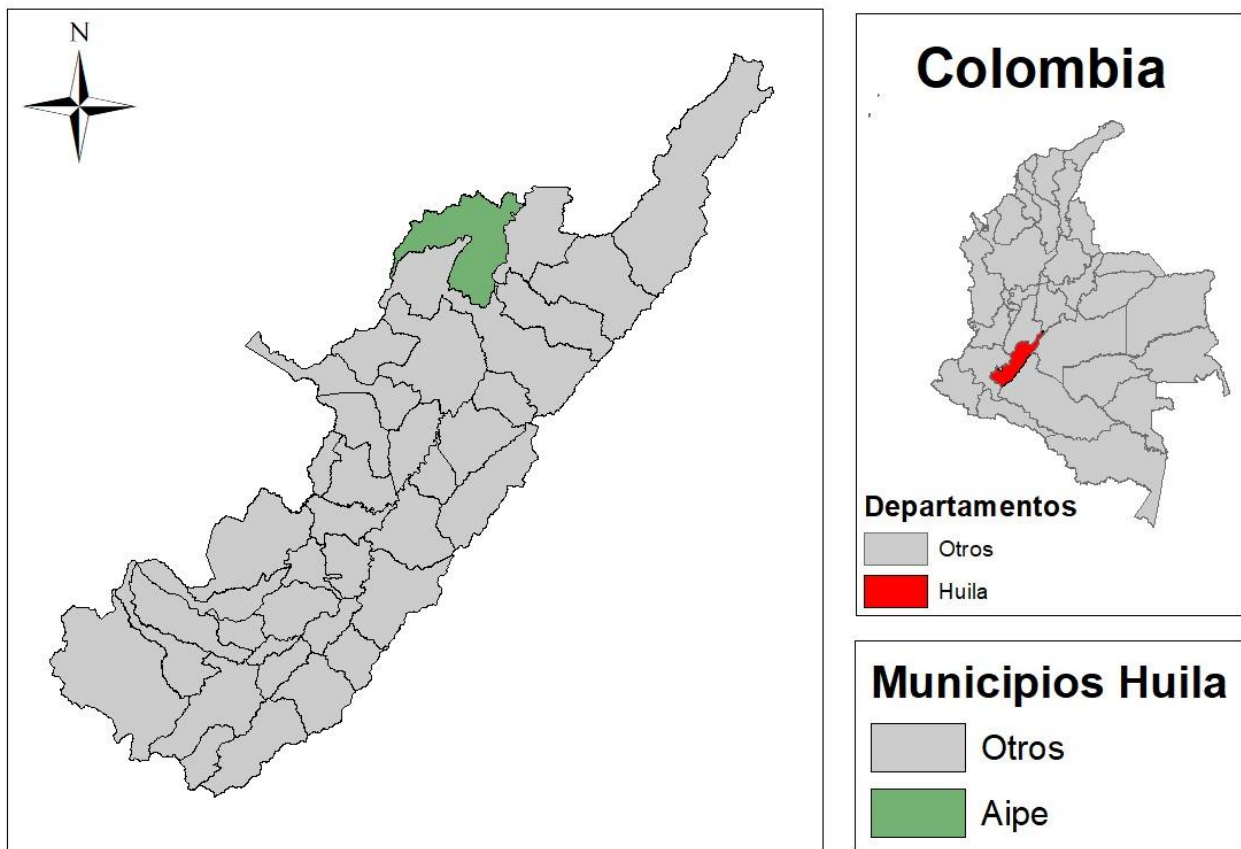 N
Colombia
Departamentos
Otros
Huila
Municipios Huila
Otros
Aipe